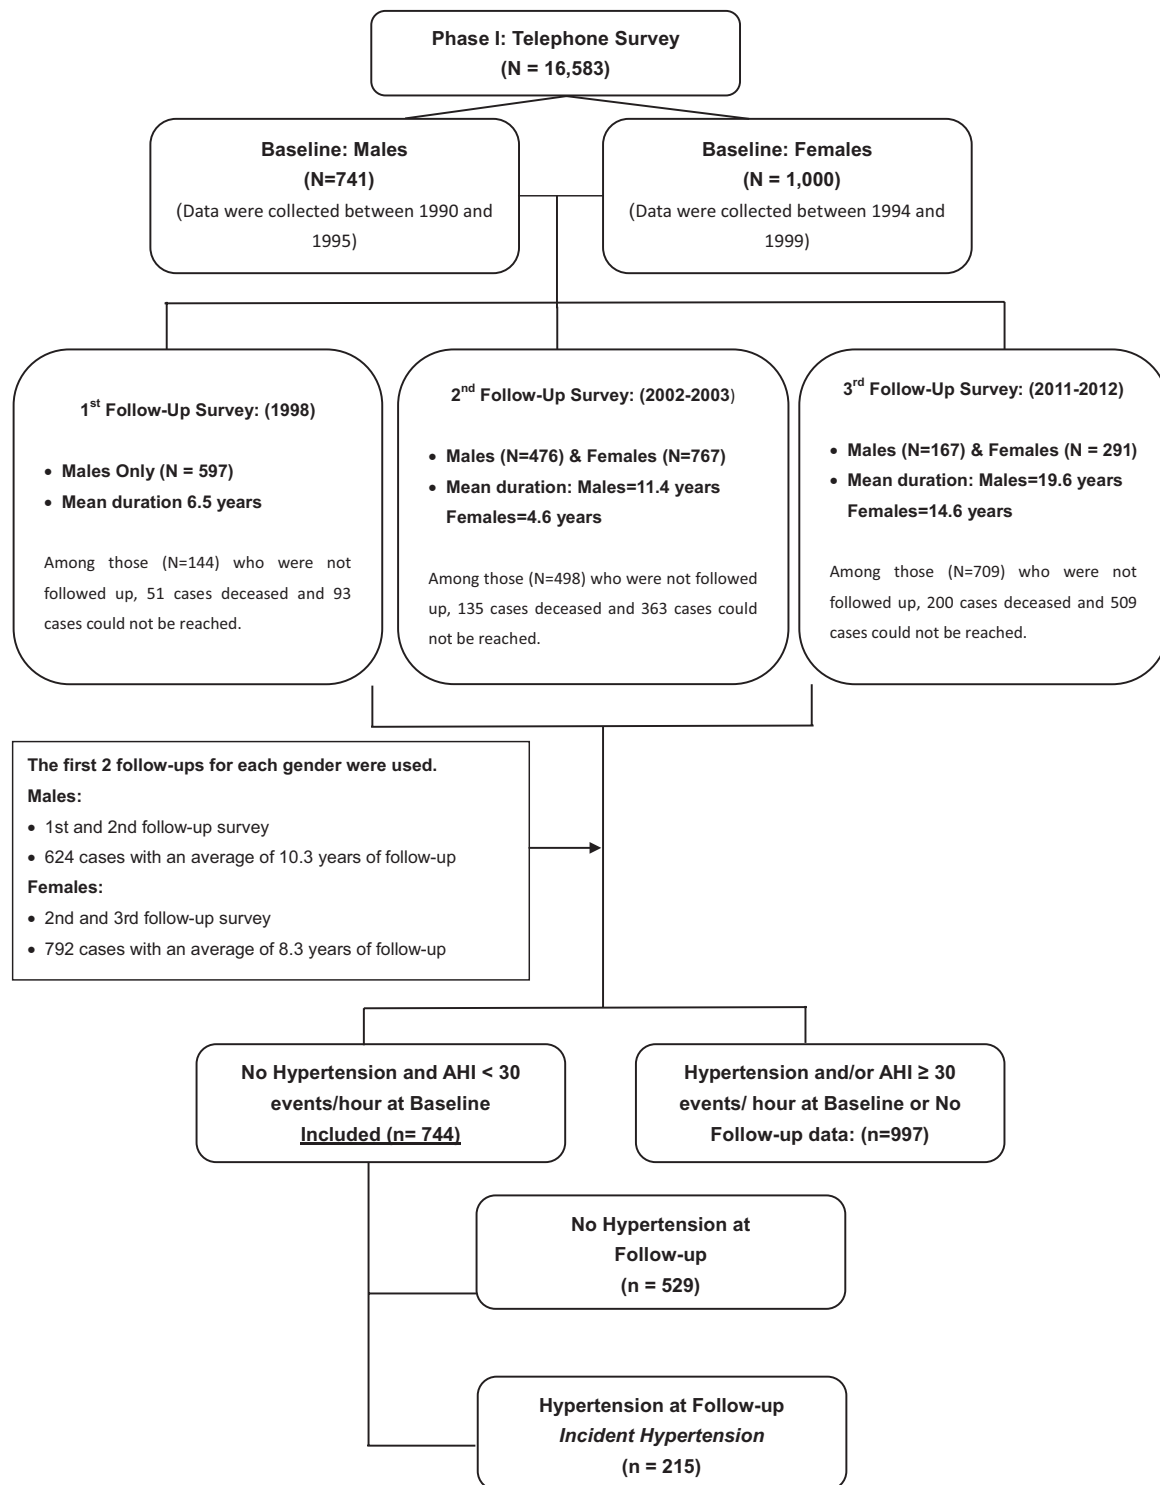 Phase I: Telephone Survey
(N = 16,583)
Baseline: Males
(N=741)
(Data were collected between 1990 and
1995)
Baseline: Females
(N = 1,000)
(Data were collected between 1994 and
1999)
1st Follow-Up Survey: (1998)
• Males Only (N = 597)
• Mean duration 6.5 years
Among those (N=144) who were not
followed up, 51 cases deceased and 93
cases could not be reached.
2nd Follow-Up Survey: (2002-2003)
• Males (N=476) & Females (N=767)
• Mean duration: Males=11.4 years
Females=4.6 years
Among those (N=498) who were not followed
up, 135 cases deceased and 363 cases could
not be reached.
3rd Follow-Up Survey: (2011-2012)
• Males (N=167) & Females (N = 291)
• Mean duration: Males=19.6 years
Females=14.6 years
Among those (N=709) who were not
followed up, 200 cases deceased and 509
cases could not be reached.
The first 2 follow-ups for each gender were used.
Males:
• 1st and 2nd follow-up survey
• 624 cases with an average of 10.3 years of follow-up
Females:
• 2nd and 3rd follow-up survey
• 792 cases with an average of 8.3 years of follow-up
No Hypertension and AHI < 30
events/hour at Baseline
Included (n= 744)
Hypertension and/or AHI ≥ 30
events/ hour at Baseline or No
Follow-up data: (n=997)
No Hypertension at
Follow-up
(n = 529)
Hypertension at Follow-up
Incident Hypertension
(n = 215)